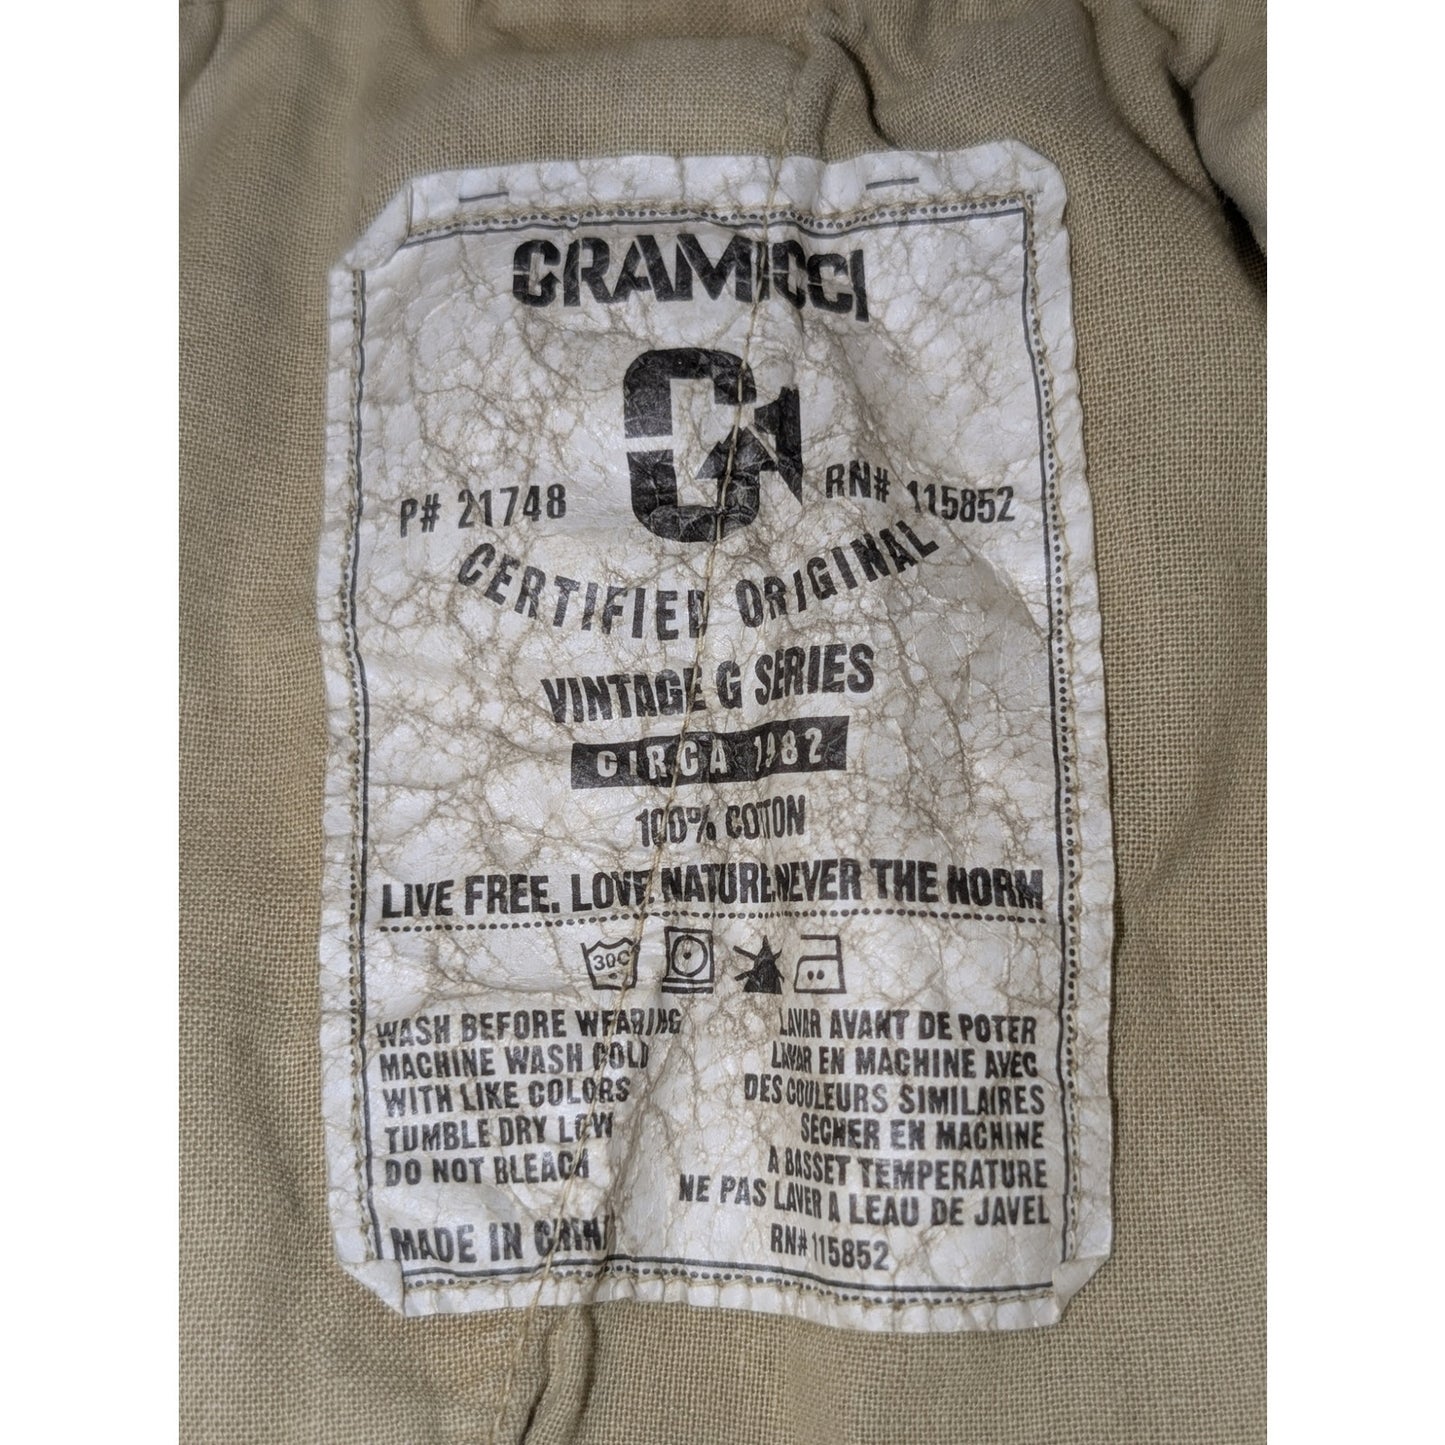 GRAMICCI
P# 21748
RN# 115852
CERTIFIED ORIGINAL
VINTAGE G SERIES
CIRCA 1982
100% COTTON
LIVE FREE. LOVE NATURE. NEVER THE NORM
30C
WASH BEFORE WEARING
MACHINE WASH COLD
WITH LIKE COLORS
TUMBLE DRY LOW
DO NOT BLEACH
MADE IN CHINA
LAVAR AVANT DE POTER
LAVAR EN MACHINE AVEC
DES COULEURS SIMILAIRES
SECHER EN MACHINE
A BASSET TEMPERATURE
NE PAS LAVER A LEAU DE JAVEL
RN# 115852